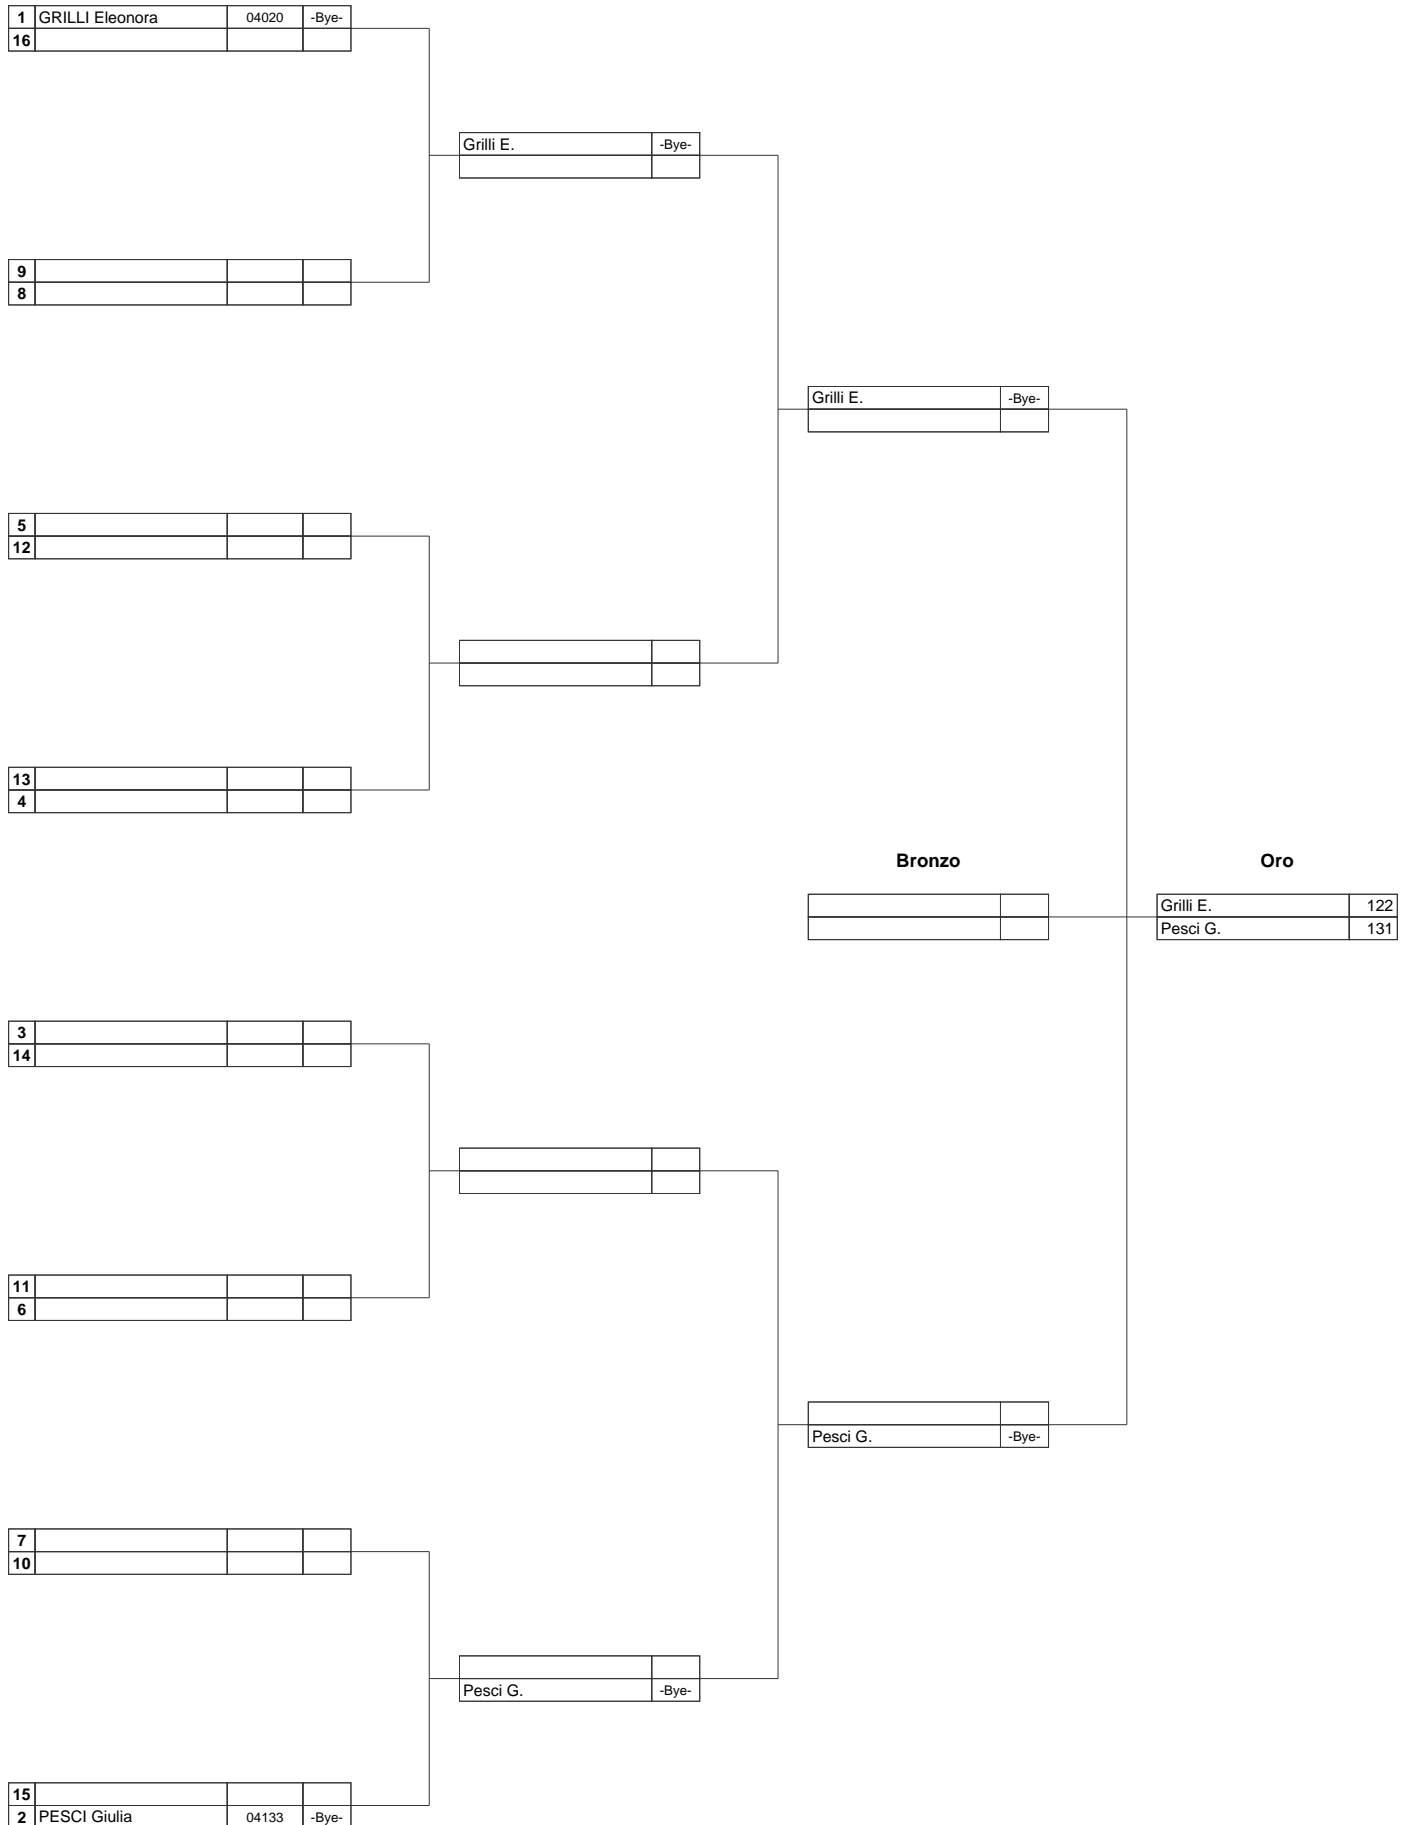 1 GRILLI Eleonora 04020 -Bye-
16
Grilli E. -Bye-
9
8
Grilli E. -Bye-
5
12
13
4
Bronzo Oro
Grilli E. 122
Pesci G. 131
3
14
11
6
Pesci G. -Bye-
7
10
Pesci G. -Bye-
15
2 PESCI Giulia 04133 -Bye-